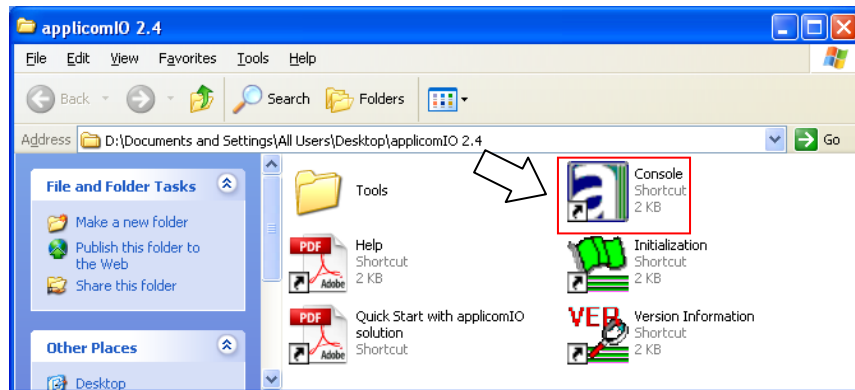 applicomIO 2.4
File Edit View Favorites Tools Help
Back Search Folders
Address D:\Documents and Settings\All Users\Desktop\applicomIO 2.4 Go
File and Folder Tasks
Make a new folder
Publish this folder to
the Web
Share this folder
Other Places
Desktop
Tools
Console
Shortcut
2 KB
PDF
Adobe
Help
Shortcut
2 KB
Initialization
Shortcut
2 KB
PDF
Adobe
Quick Start with applicomIO
solution
Shortcut
VER
Version Information
Shortcut
2 KB